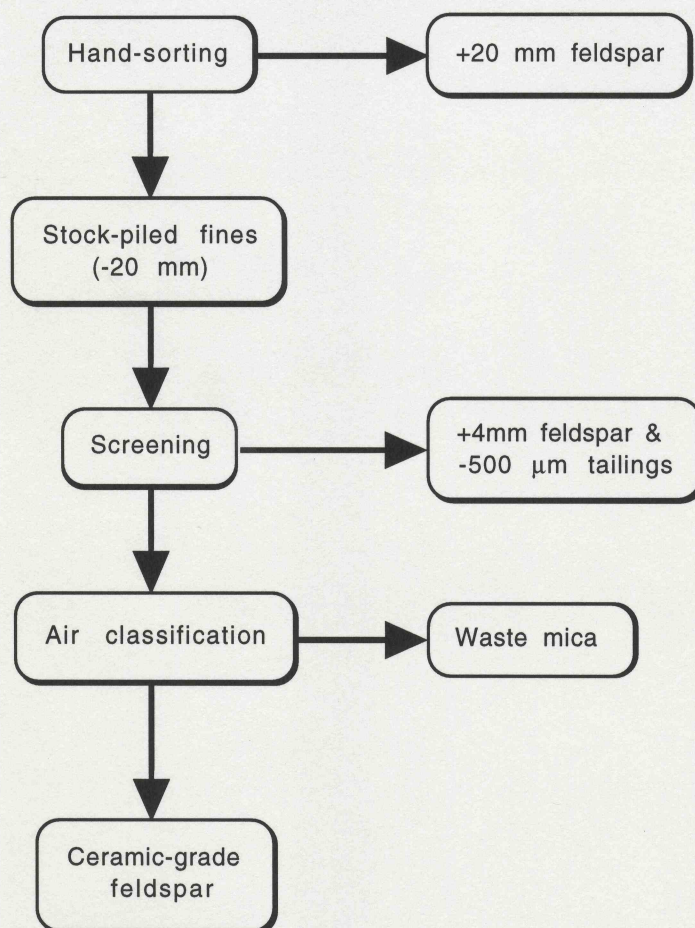 Hand-sorting
+20 mm feldspar
Stock-piled fines
(-20 mm)
Screening
+4mm feldspar &
-500 μm tailings
Air classification
Waste mica
Ceramic-grade
feldspar